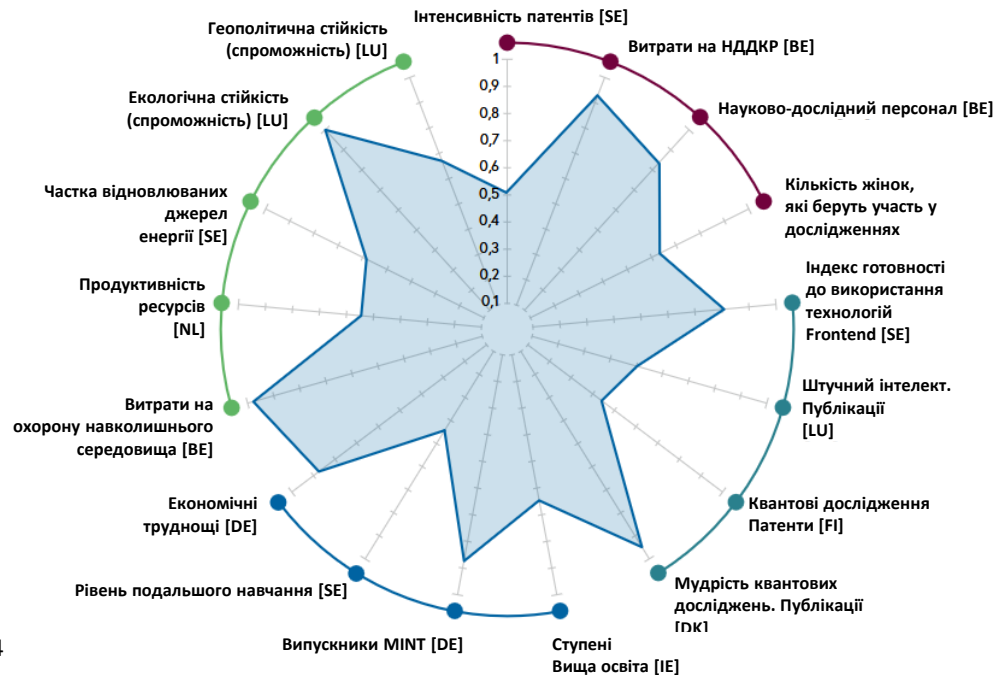 Інтенсивність патентів [SE]
Витрати на НДДКР [BE]
Науково-дослідний персонал [BE]
Кількість жінок,
які беруть участь у
дослідженнях
Індекс готовності
до використання
технологій
Frontend [SE]
Штучний інтелект.
Публікації
[LU]
Квантові дослідження
Патенти [FI]
Мудрість квантових
досліджень. Публікації
[DK]
Ступені
Вища освіта [IE]
Випускники MINT [DE]
Рівень подальшого навчання [SE]
Економічні
труднощі [DE]
Витрати на
охорону навколишнього
середовища [BE]
Продуктивність
ресурсів
[NL]
Частка відновлюваних
джерел
енергії [SE]
Екологічна стійкість
(спроможність) [LU]
Геополітична стійкість
(спроможність) [LU]
1
0,9
0,8
0,7
0,6
0,5
0,4
0,3
0,2
0,1
4